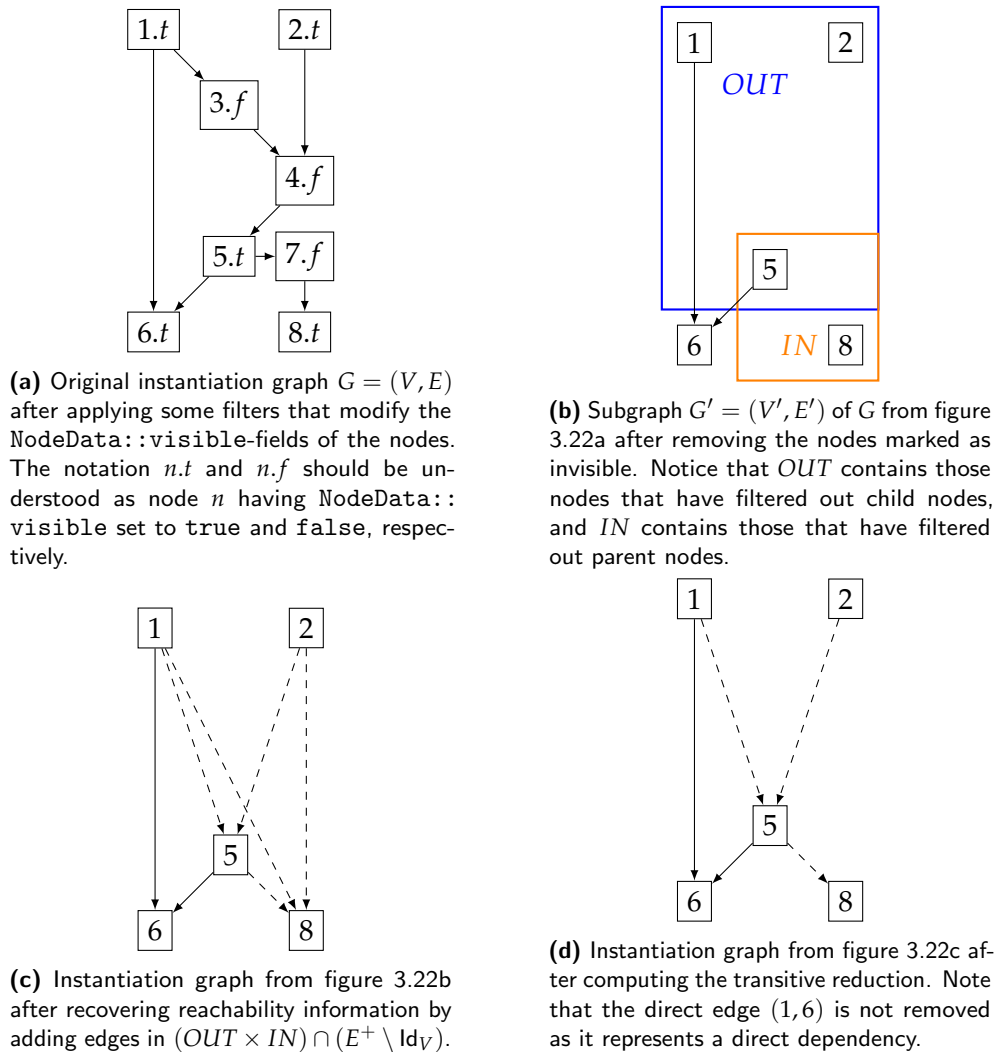 1.t
2.t
3.f
4.f
5.t
7.f
6.t
8.t
(a) Original instantiation graph G = (V, E)
after applying some filters that modify the
NodeData::visible-fields of the nodes.
The notation n.t and n.f should be un-
derstood as node n having NodeData::
visible set to true and false, respec-
tively.
1
2
OUT
5
6
IN
8
(b) Subgraph G′ = (V′, E′) of G from figure
3.22a after removing the nodes marked as
invisible. Notice that OUT contains those
nodes that have filtered out child nodes,
and IN contains those that have filtered
out parent nodes.
1
2
5
6
8
(c) Instantiation graph from figure 3.22b
after recovering reachability information by
adding edges in (OUT × IN) ∩ (E⁺ \ Id_V).
1
2
5
6
8
(d) Instantiation graph from figure 3.22c af-
ter computing the transitive reduction. Note
that the direct edge (1, 6) is not removed
as it represents a direct dependency.